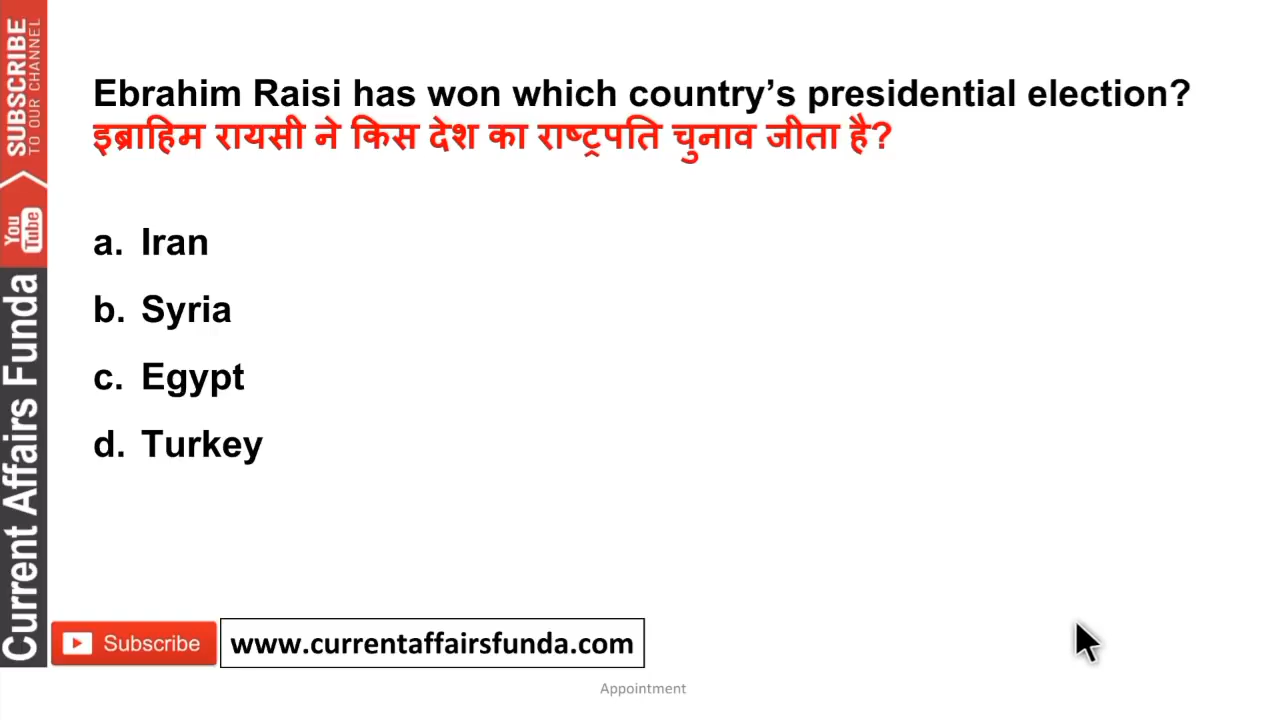 Ebrahim Raisi has won which country’s presidential election?
इब्राहिम रायसी ने किस देश का राष्ट्रपति चुनाव जीता है?
a. Iran
b. Syria
c. Egypt
d. Turkey
SUBSCRIBE
TO OUR CHANNEL
You
Tube
Current Affairs Funda
Subscribe
www.currentaffairsfunda.com
Appointment